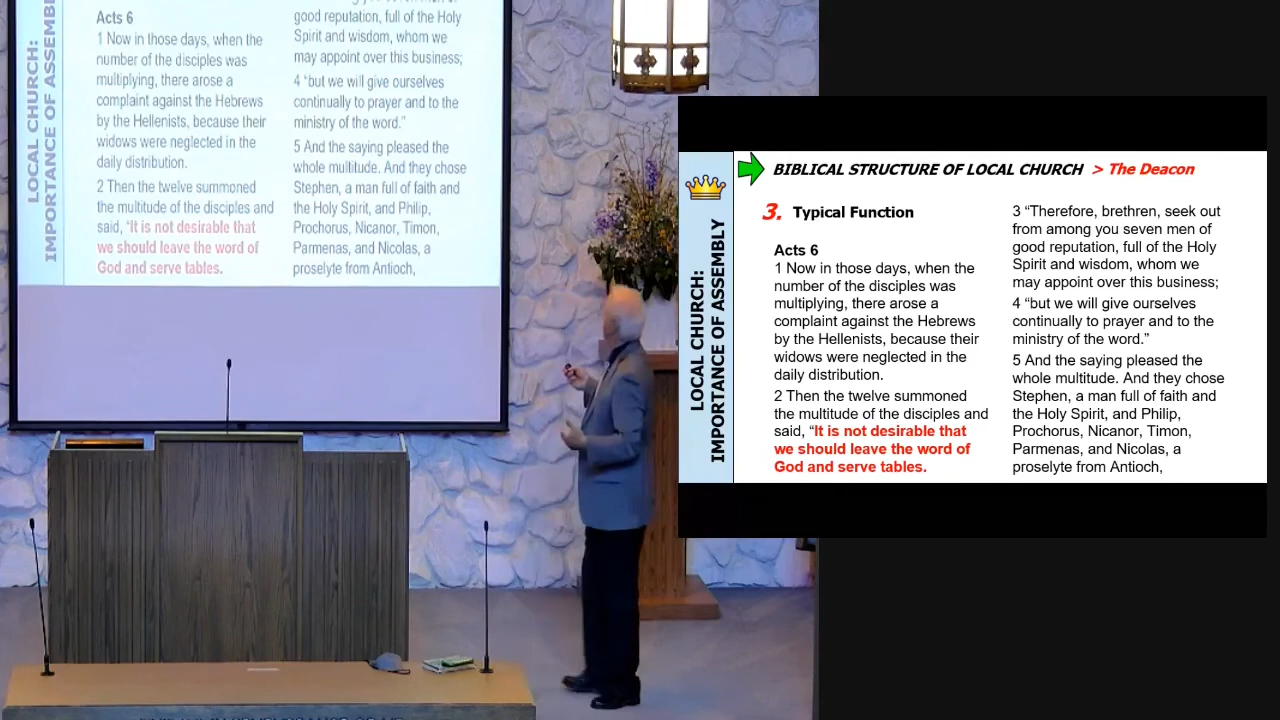 LOCAL CHURCH:
IMPORTANCE OF ASSEMBLY
Acts 6
1 Now in those days, when the
number of the disciples was
multiplying, there arose a
complaint against the Hebrews
by the Hellenists, because their
widows were neglected in the
daily distribution.
2 Then the twelve summoned
the multitude of the disciples and
said, “It is not desirable that
we should leave the word of
God and serve tables.
good reputation, full of the Holy
Spirit and wisdom, whom we
may appoint over this business;
4 “but we will give ourselves
continually to prayer and to the
ministry of the word.”
5 And the saying pleased the
whole multitude. And they chose
Stephen, a man full of faith and
the Holy Spirit, and Philip,
Prochorus, Nicanor, Timon,
Parmenas, and Nicolas, a
proselyte from Antioch,
LOCAL CHURCH:
IMPORTANCE OF ASSEMBLY
BIBLICAL STRUCTURE OF LOCAL CHURCH > The Deacon
3. Typical Function
Acts 6
1 Now in those days, when the
number of the disciples was
multiplying, there arose a
complaint against the Hebrews
by the Hellenists, because their
widows were neglected in the
daily distribution.
2 Then the twelve summoned
the multitude of the disciples and
said, “It is not desirable that
we should leave the word of
God and serve tables.
3 “Therefore, brethren, seek out
from among you seven men of
good reputation, full of the Holy
Spirit and wisdom, whom we
may appoint over this business;
4 “but we will give ourselves
continually to prayer and to the
ministry of the word.”
5 And the saying pleased the
whole multitude. And they chose
Stephen, a man full of faith and
the Holy Spirit, and Philip,
Prochorus, Nicanor, Timon,
Parmenas, and Nicolas, a
proselyte from Antioch,